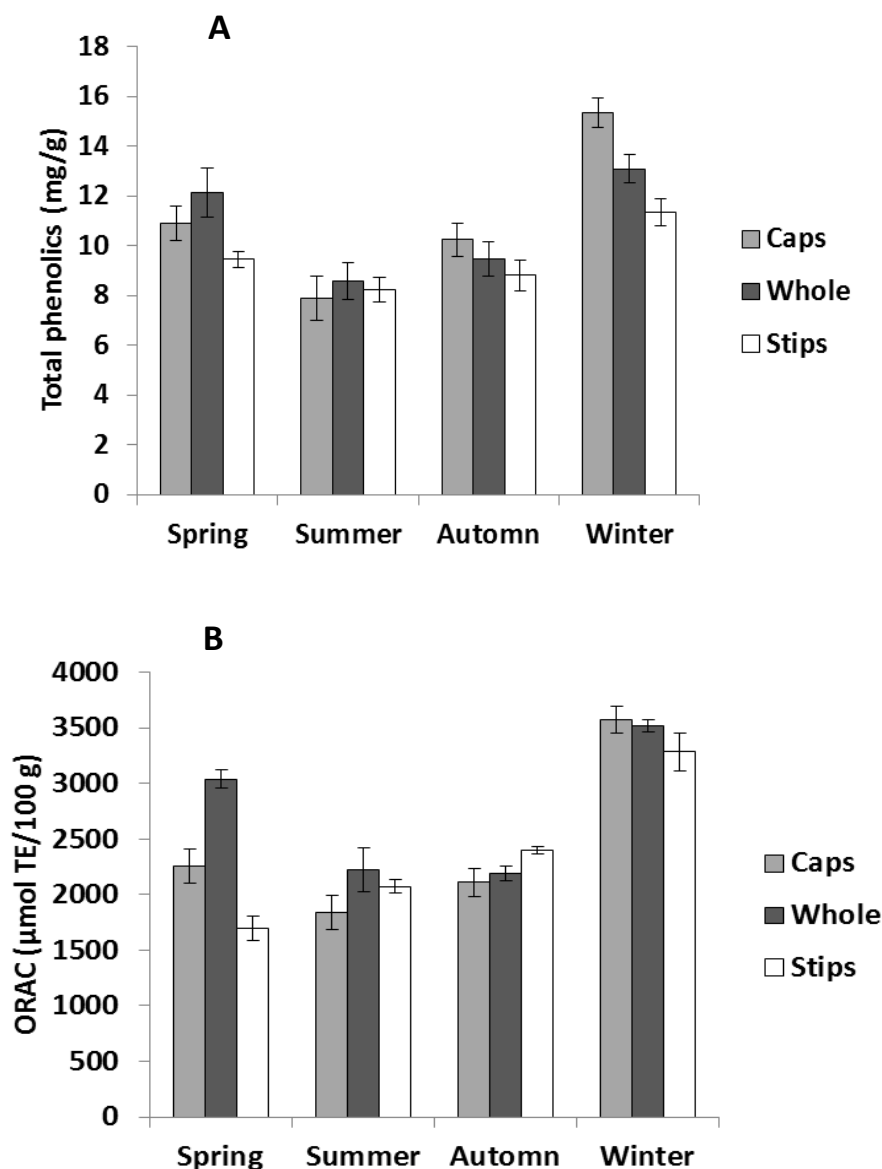 A
Total phenolics (mg/g)
18
16
14
12
10
8
6
4
2
0
Spring Summer Automn Winter
Caps
Whole
Stips
B
ORAC (μmol TE/100 g)
4000
3500
3000
2500
2000
1500
1000
500
0
Spring Summer Automn Winter
Caps
Whole
Stips